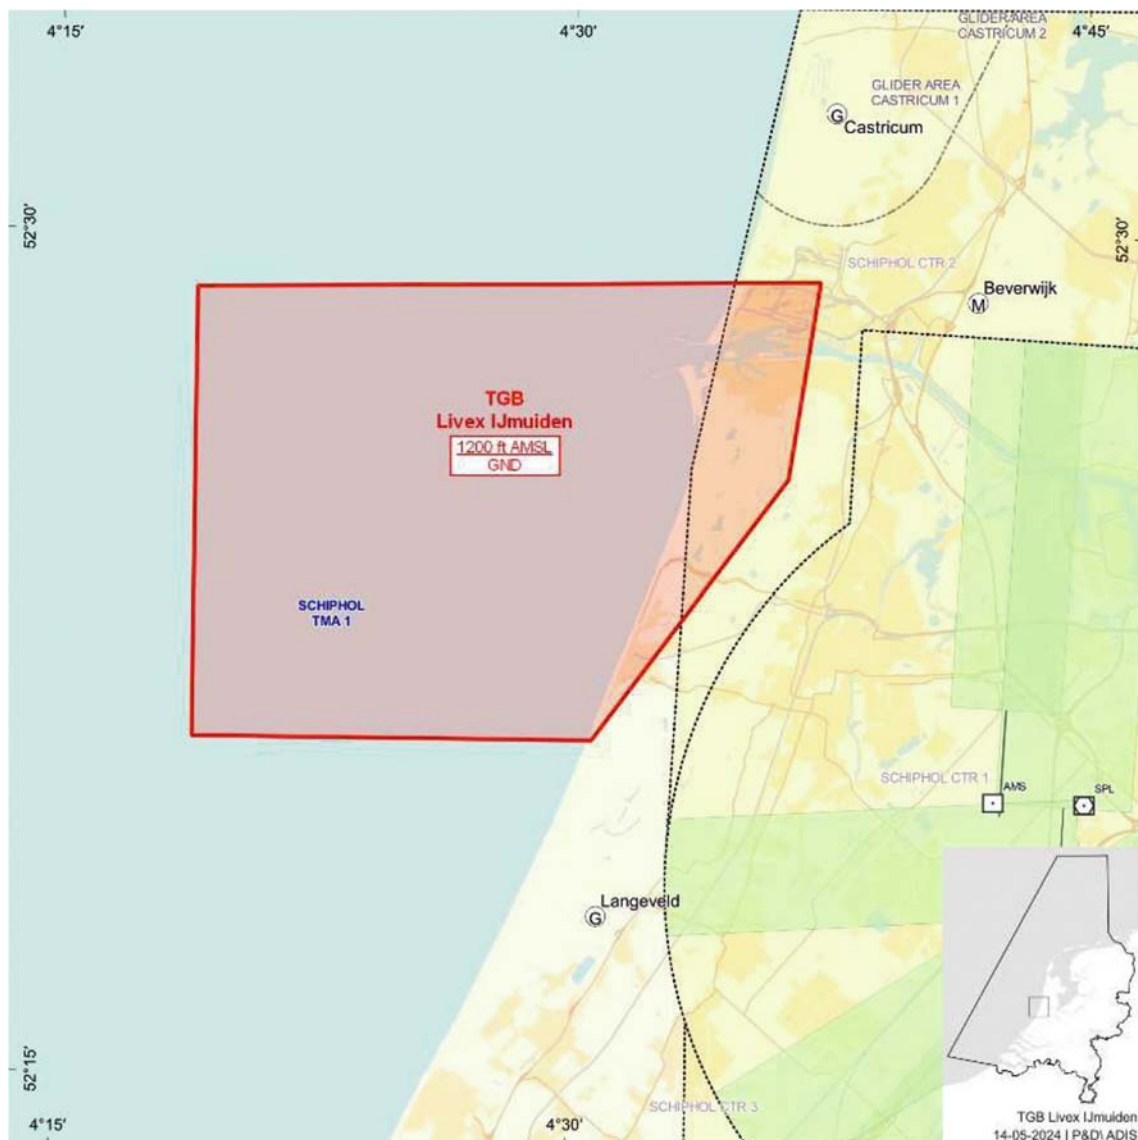 4°15'
4°30'
4°45'
GLIDER AREA
CASTRICUM 2
GLIDER AREA
CASTRICUM 1
G
Castricum
52°30'
52°30'
SCHIPHOL CTR 2
Beverwijk
M
TGB
Livex IJmuiden
1200 ft AMSL
GND
SCHIPHOL
TMA 1
SCHIPHOL CTR 1
AMS
SPL
Langeveld
G
52°15'
SCHIPHOL CTR 3
4°15'
4°30'
TGB Livex IJmuiden
14-05-2024 | P&D\ ADIS